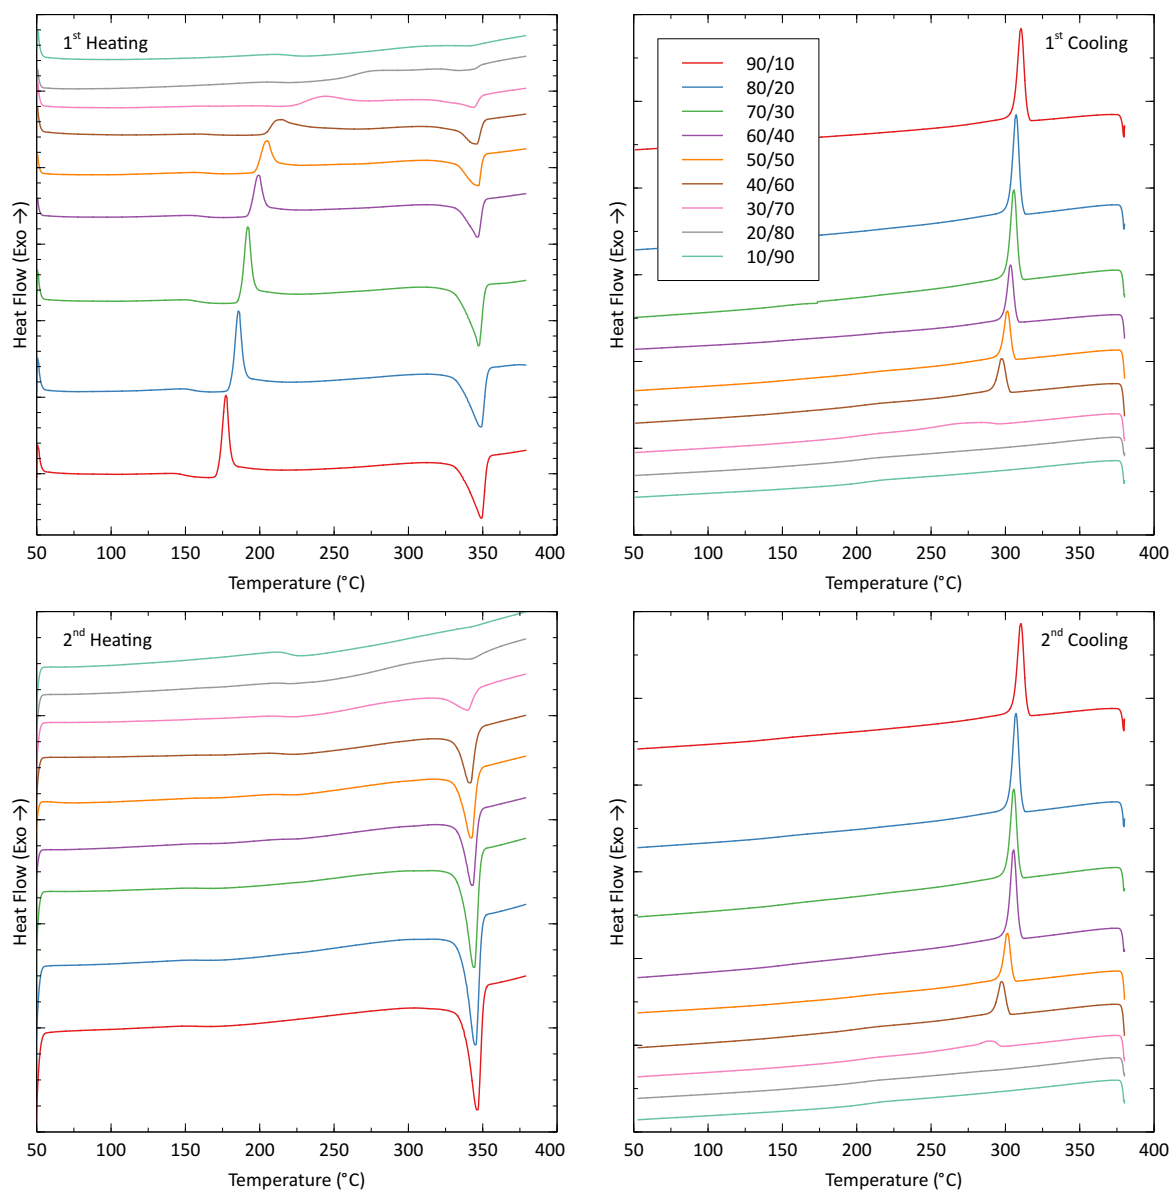 1st Heating
Heat Flow (Exo →)
50 100 150 200 250 300 350 400
Temperature (°C)
1st Cooling
90/10
80/20
70/30
60/40
50/50
40/60
30/70
20/80
10/90
Heat Flow (Exo →)
50 100 150 200 250 300 350 400
Temperature (°C)
2nd Heating
Heat Flow (Exo →)
50 100 150 200 250 300 350 400
Temperature (°C)
2nd Cooling
Heat Flow (Exo →)
50 100 150 200 250 300 350 400
Temperature (°C)